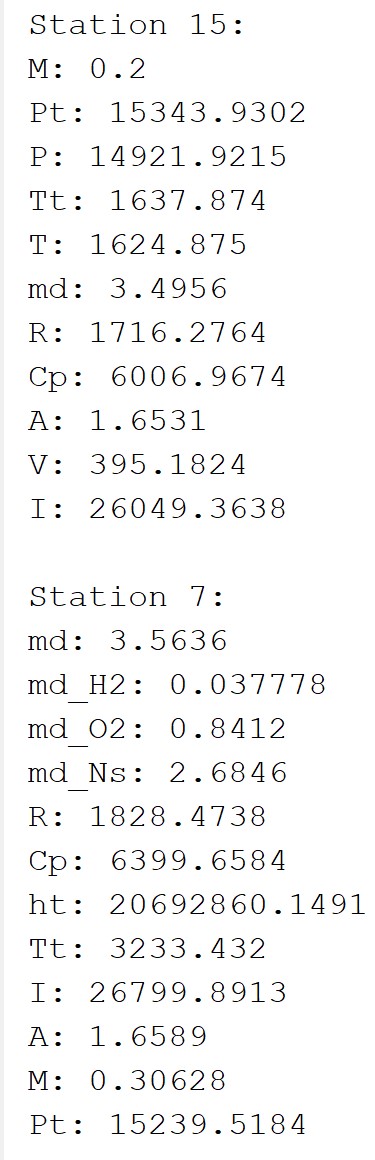 Station 15:
M: 0.2
Pt: 15343.9302
P: 14921.9215
Tt: 1637.874
T: 1624.875
md: 3.4956
R: 1716.2764
Cp: 6006.9674
A: 1.6531
V: 395.1824
I: 26049.3638
Station 7:
md: 3.5636
md_H2: 0.037778
md_O2: 0.8412
md_Ns: 2.6846
R: 1828.4738
Cp: 6399.6584
ht: 20692860.1491
Tt: 3233.432
I: 26799.8913
A: 1.6589
M: 0.30628
Pt: 15239.5184